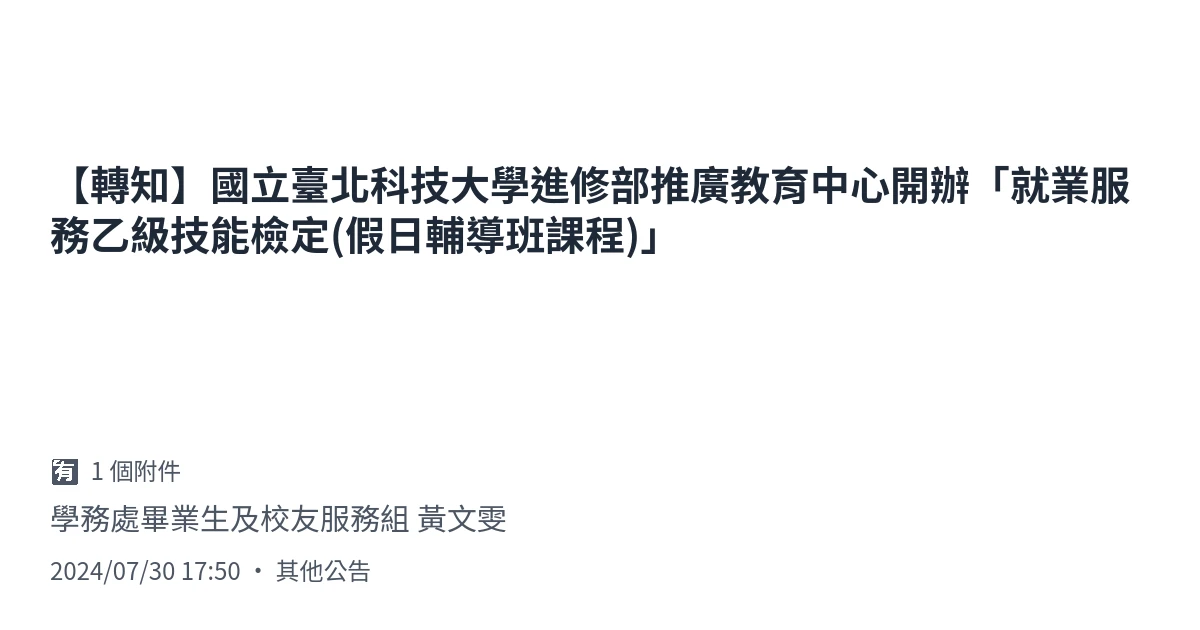 【轉知】國立臺北科技大學進修部推廣教育中心開辦「就業服
務乙級技能檢定(假日輔導班課程)」
有 1 個附件
學務處畢業生及校友服務組 黃文雯
2024/07/30 17:50 ・ 其他公告